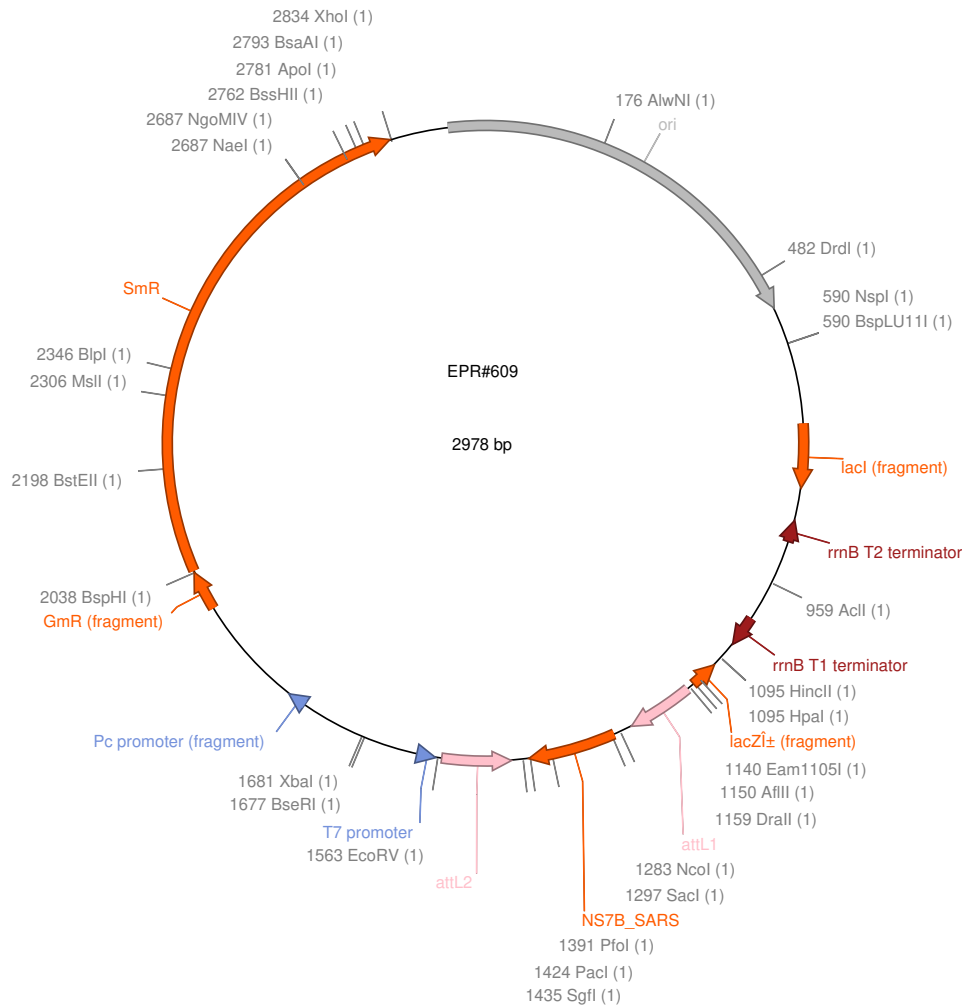 2834 XhoI (1)
2793 BsaAI (1)
2781 ApoI (1)
2762 BssHII (1)
2687 NgoMIV (1)
2687 NaeI (1)
176 AlwNI (1)
ori
482 DrdI (1)
590 NspI (1)
590 BspLU11I (1)
SmR
2346 BlpI (1)
2306 MslI (1)
2198 BstEII (1)
2038 BspHI (1)
GmR (fragment)
EPR#609
2978 bp
lacI (fragment)
rrnB T2 terminator
959 AclI (1)
rrnB T1 terminator
1095 HincII (1)
1095 HpaI (1)
lacZÎ± (fragment)
1140 Eam1105I (1)
1150 AflII (1)
1159 DraII (1)
Pc promoter (fragment)
1681 XbaI (1)
1677 BseRI (1)
T7 promoter
1563 EcoRV (1)
attL2
attL1
1283 NcoI (1)
1297 SacI (1)
NS7B_SARS
1391 PfoI (1)
1424 PacI (1)
1435 SgfI (1)